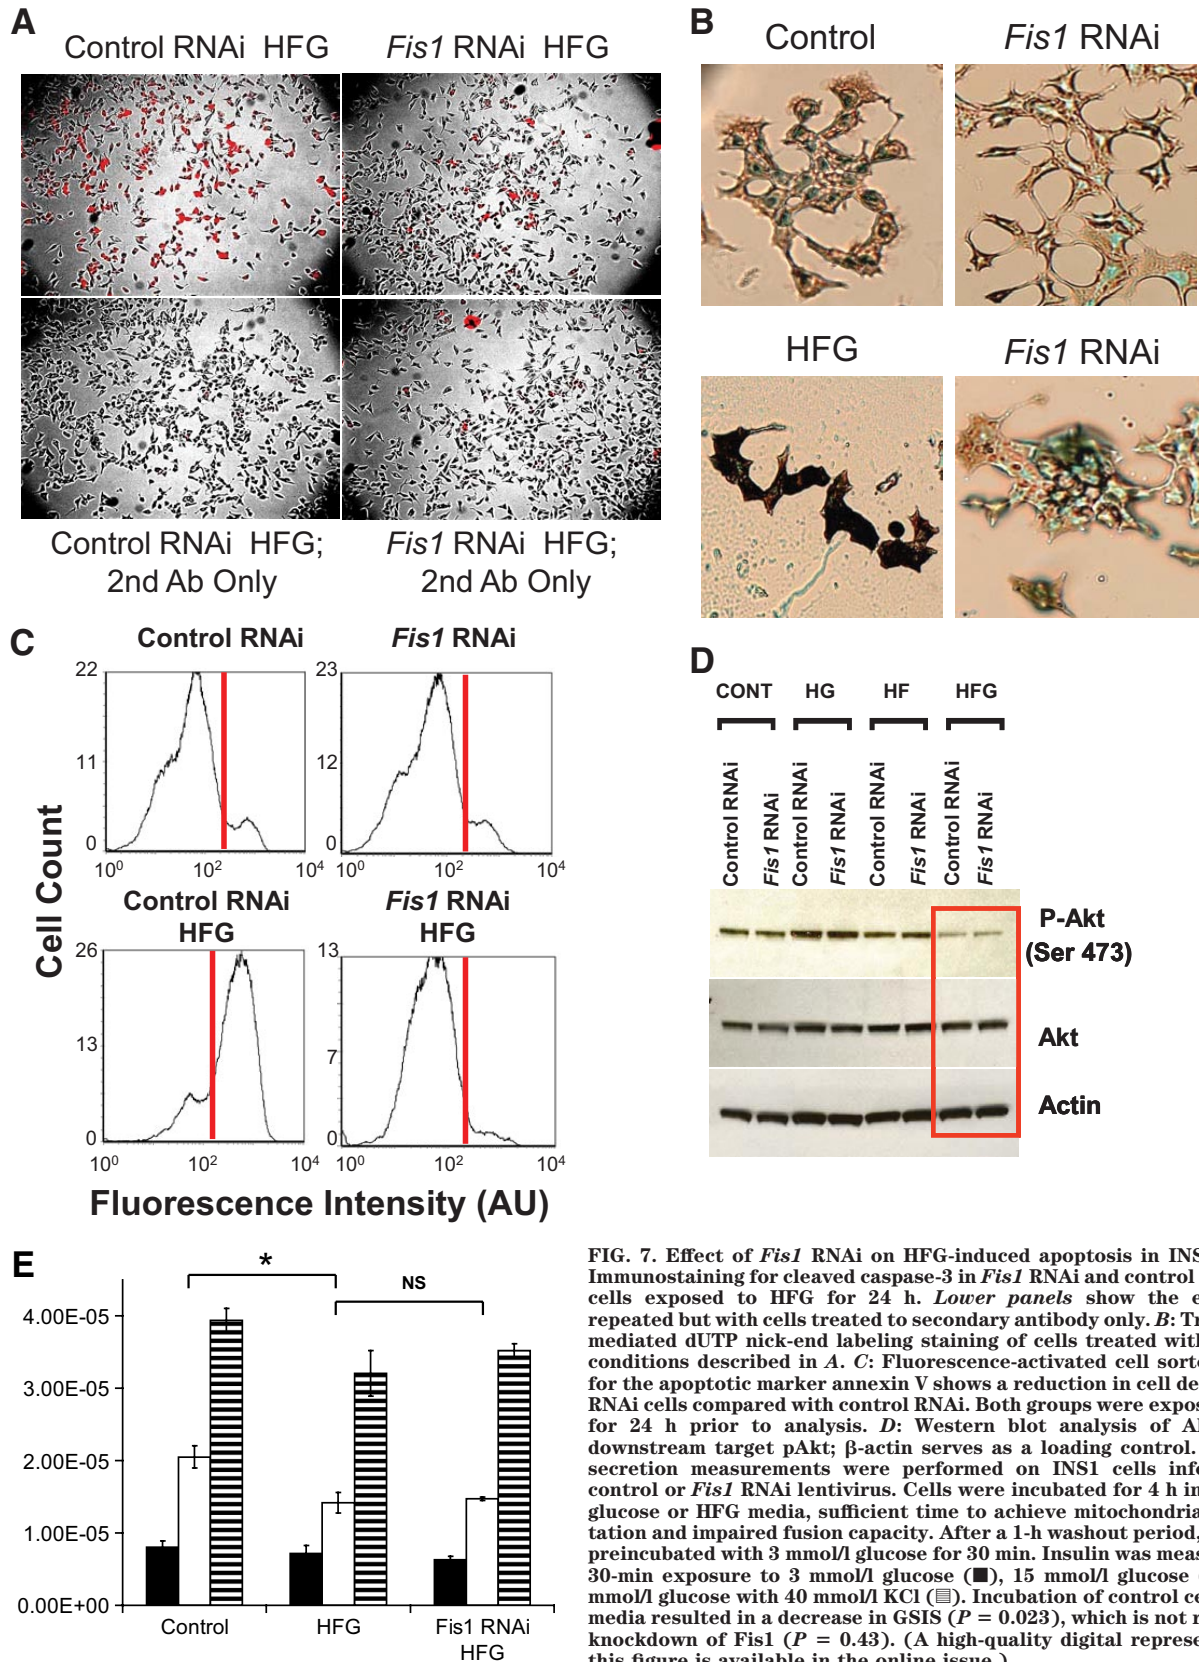 A
Control RNAi HFG
Fis1 RNAi HFG
Control RNAi HFG;
2nd Ab Only
Fis1 RNAi HFG;
2nd Ab Only
B
Control
Fis1 RNAi
HFG
Fis1 RNAi
C
Control RNAi
Fis1 RNAi
22
11
0
10⁰
10²
10⁴
23
12
0
10⁰
10²
10⁴
Control RNAi
HFG
Fis1 RNAi
HFG
26
13
0
10⁰
10²
10⁴
13
7
0
10⁰
10²
10⁴
Cell Count
Fluorescence Intensity (AU)
D
CONT
HG
HF
HFG
Control RNAi
Fis1 RNAi
Control RNAi
Fis1 RNAi
Control RNAi
Fis1 RNAi
Control RNAi
Fis1 RNAi
P-Akt
(Ser 473)
Akt
Actin
E
*
NS
4.00E-05
3.00E-05
2.00E-05
1.00E-05
0.00E+00
Control
HFG
Fis1 RNAi
HFG
FIG. 7. Effect of Fis1 RNAi on HFG-induced apoptosis in INS
Immunostaining for cleaved caspase-3 in Fis1 RNAi and control
cells exposed to HFG for 24 h. Lower panels show the e
repeated but with cells treated to secondary antibody only. B: Tr
mediated dUTP nick-end labeling staining of cells treated with
conditions described in A. C: Fluorescence-activated cell sorte
for the apoptotic marker annexin V shows a reduction in cell de
RNAi cells compared with control RNAi. Both groups were expos
for 24 h prior to analysis. D: Western blot analysis of Al
downstream target pAkt; β-actin serves as a loading control.
secretion measurements were performed on INS1 cells infe
control or Fis1 RNAi lentivirus. Cells were incubated for 4 h in
glucose or HFG media, sufficient time to achieve mitochondria
tation and impaired fusion capacity. After a 1-h washout period,
preincubated with 3 mmol/l glucose for 30 min. Insulin was meas
30-min exposure to 3 mmol/l glucose (■), 15 mmol/l glucose (
mmol/l glucose with 40 mmol/l KCl (▤). Incubation of control ce
media resulted in a decrease in GSIS (P = 0.023), which is not r
knockdown of Fis1 (P = 0.43). (A high-quality digital represe
this figure is available in the online issue.)